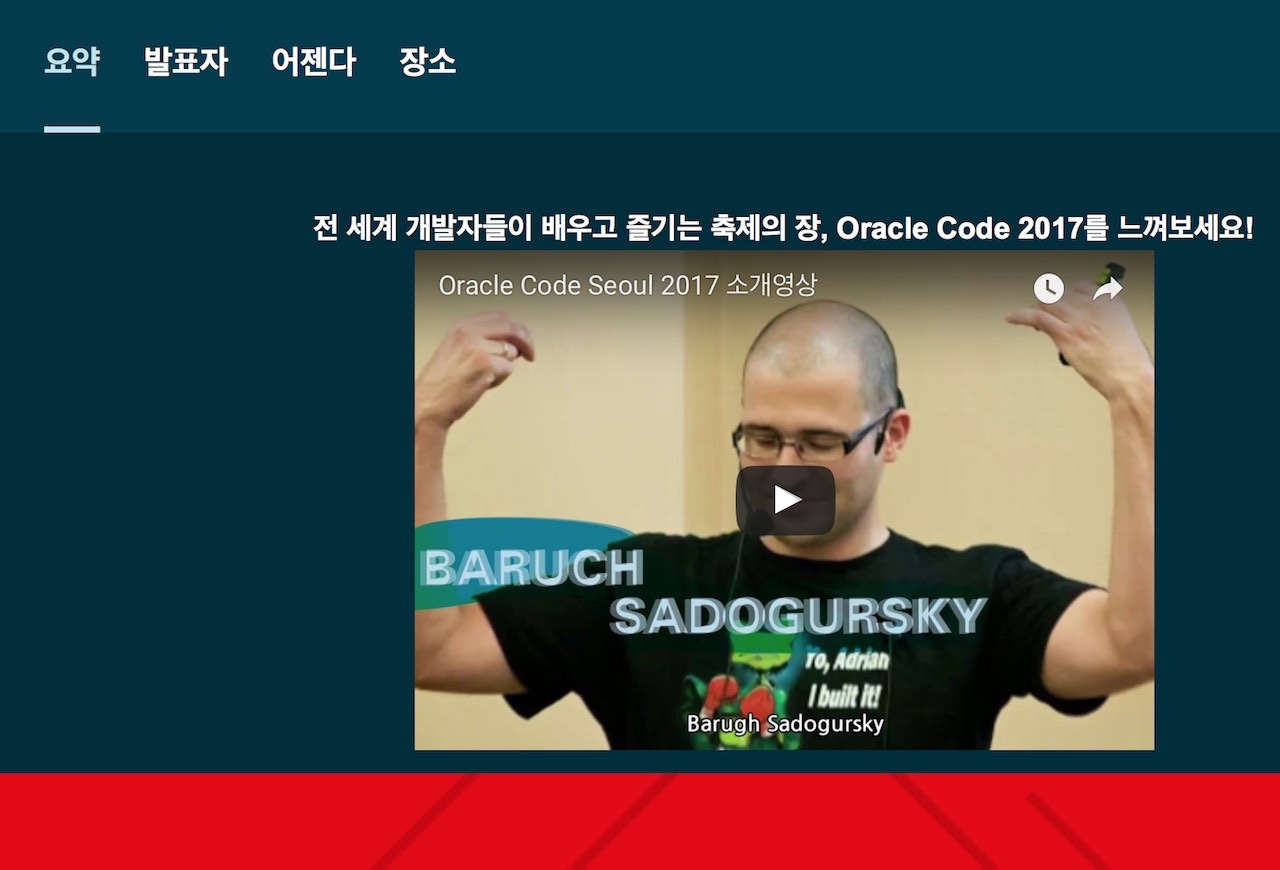 요약 발표자 어젠다 장소
전 세계 개발자들이 배우고 즐기는 축제의 장, Oracle Code 2017를 느껴보세요!
Oracle Code Seoul 2017 소개영상
BARUCH
SADOGURSKY
Yo, Adrian
I built it!
Barugh Sadogursky